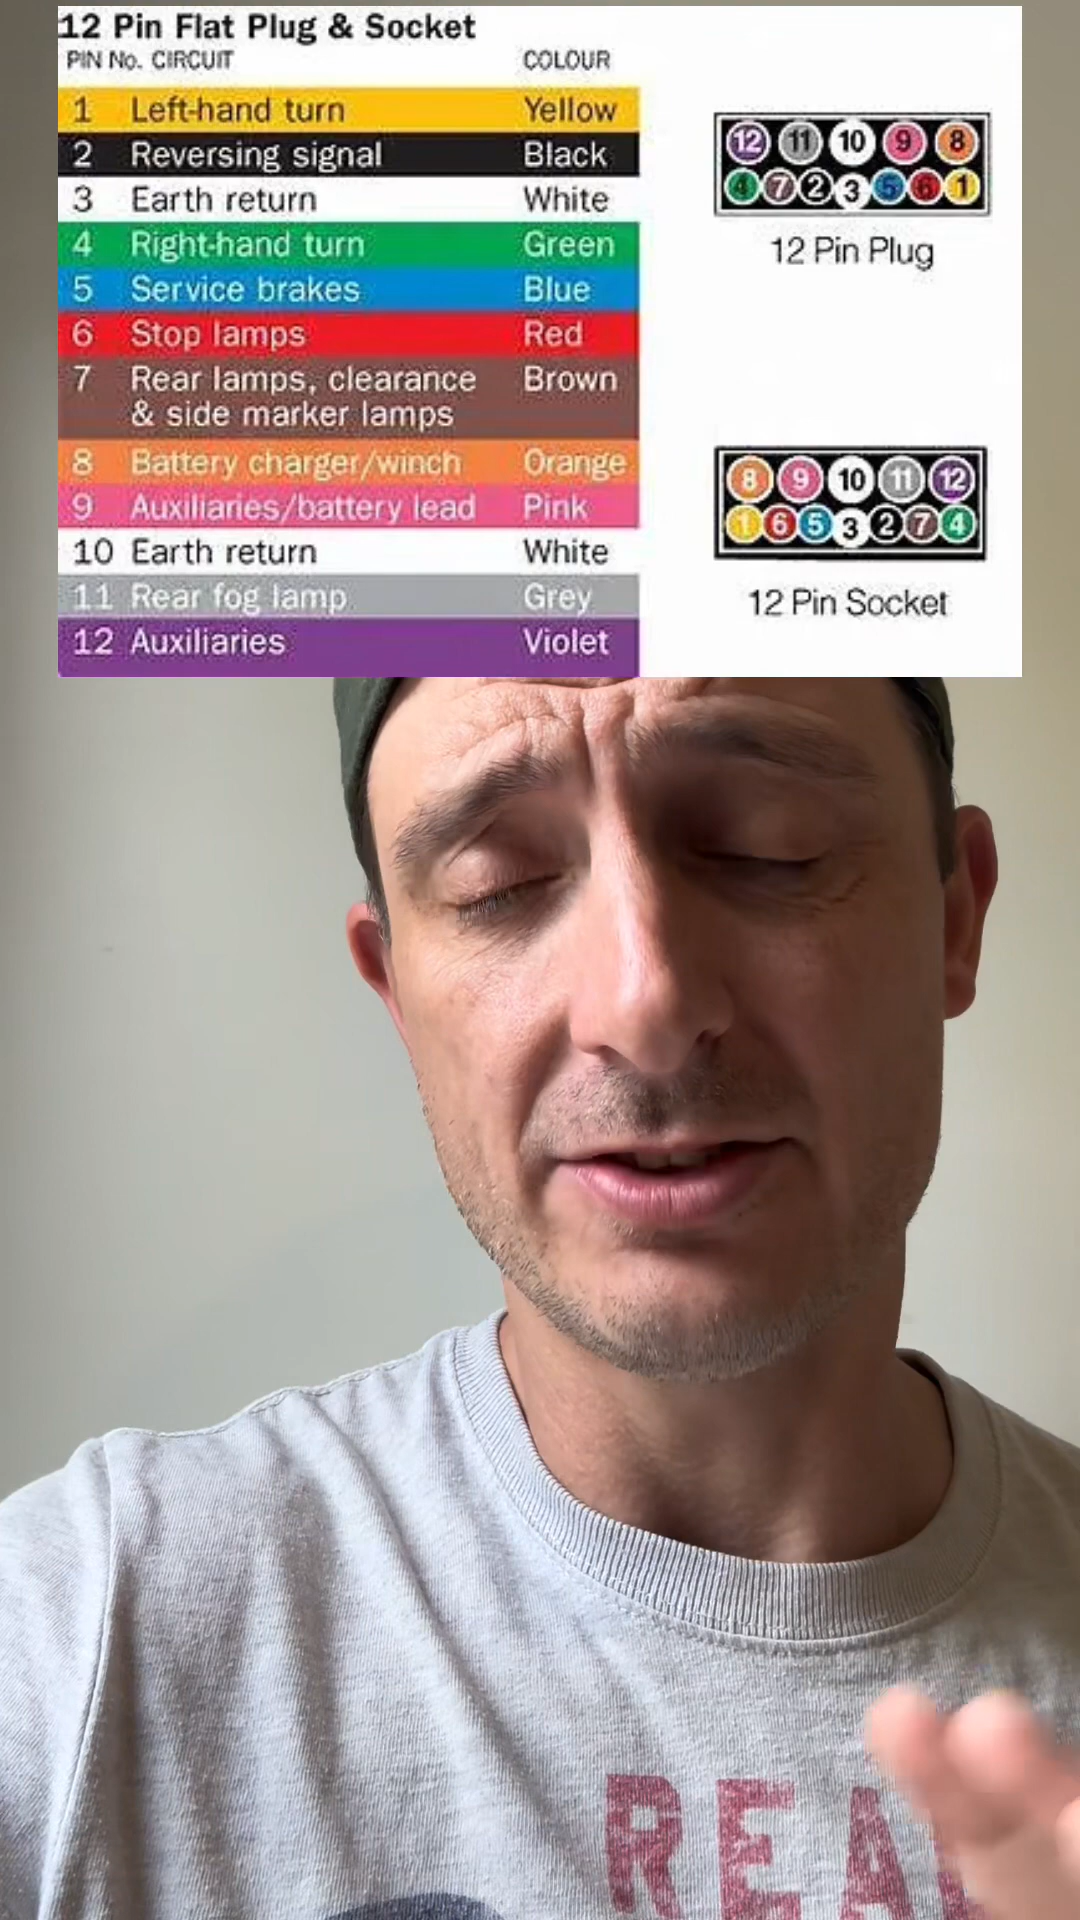 12 Pin Flat Plug & Socket
PIN No. CIRCUIT COLOUR
1 Left-hand turn Yellow
2 Reversing signal Black
3 Earth return White
4 Right-hand turn Green
5 Service brakes Blue
6 Stop lamps Red
7 Rear lamps, clearance Brown
& side marker lamps
8 Battery charger/winch Orange
9 Auxiliaries/battery lead Pink
10 Earth return White
11 Rear fog lamp Grey
12 Auxiliaries Violet
12 11 10 9 8
4 7 2 3 5 6 1
12 Pin Plug
8 9 10 11 12
1 6 5 3 2 7 4
12 Pin Socket
REA